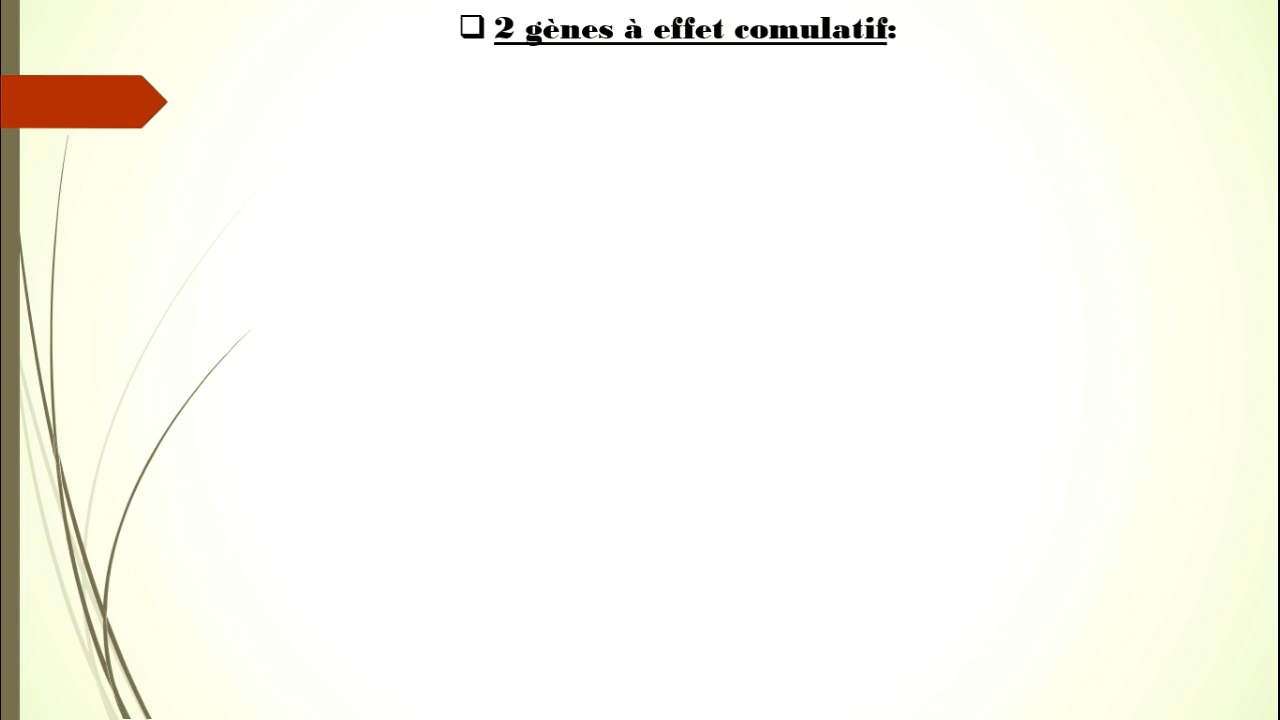 ❑ 2 gènes à effet comulatif: